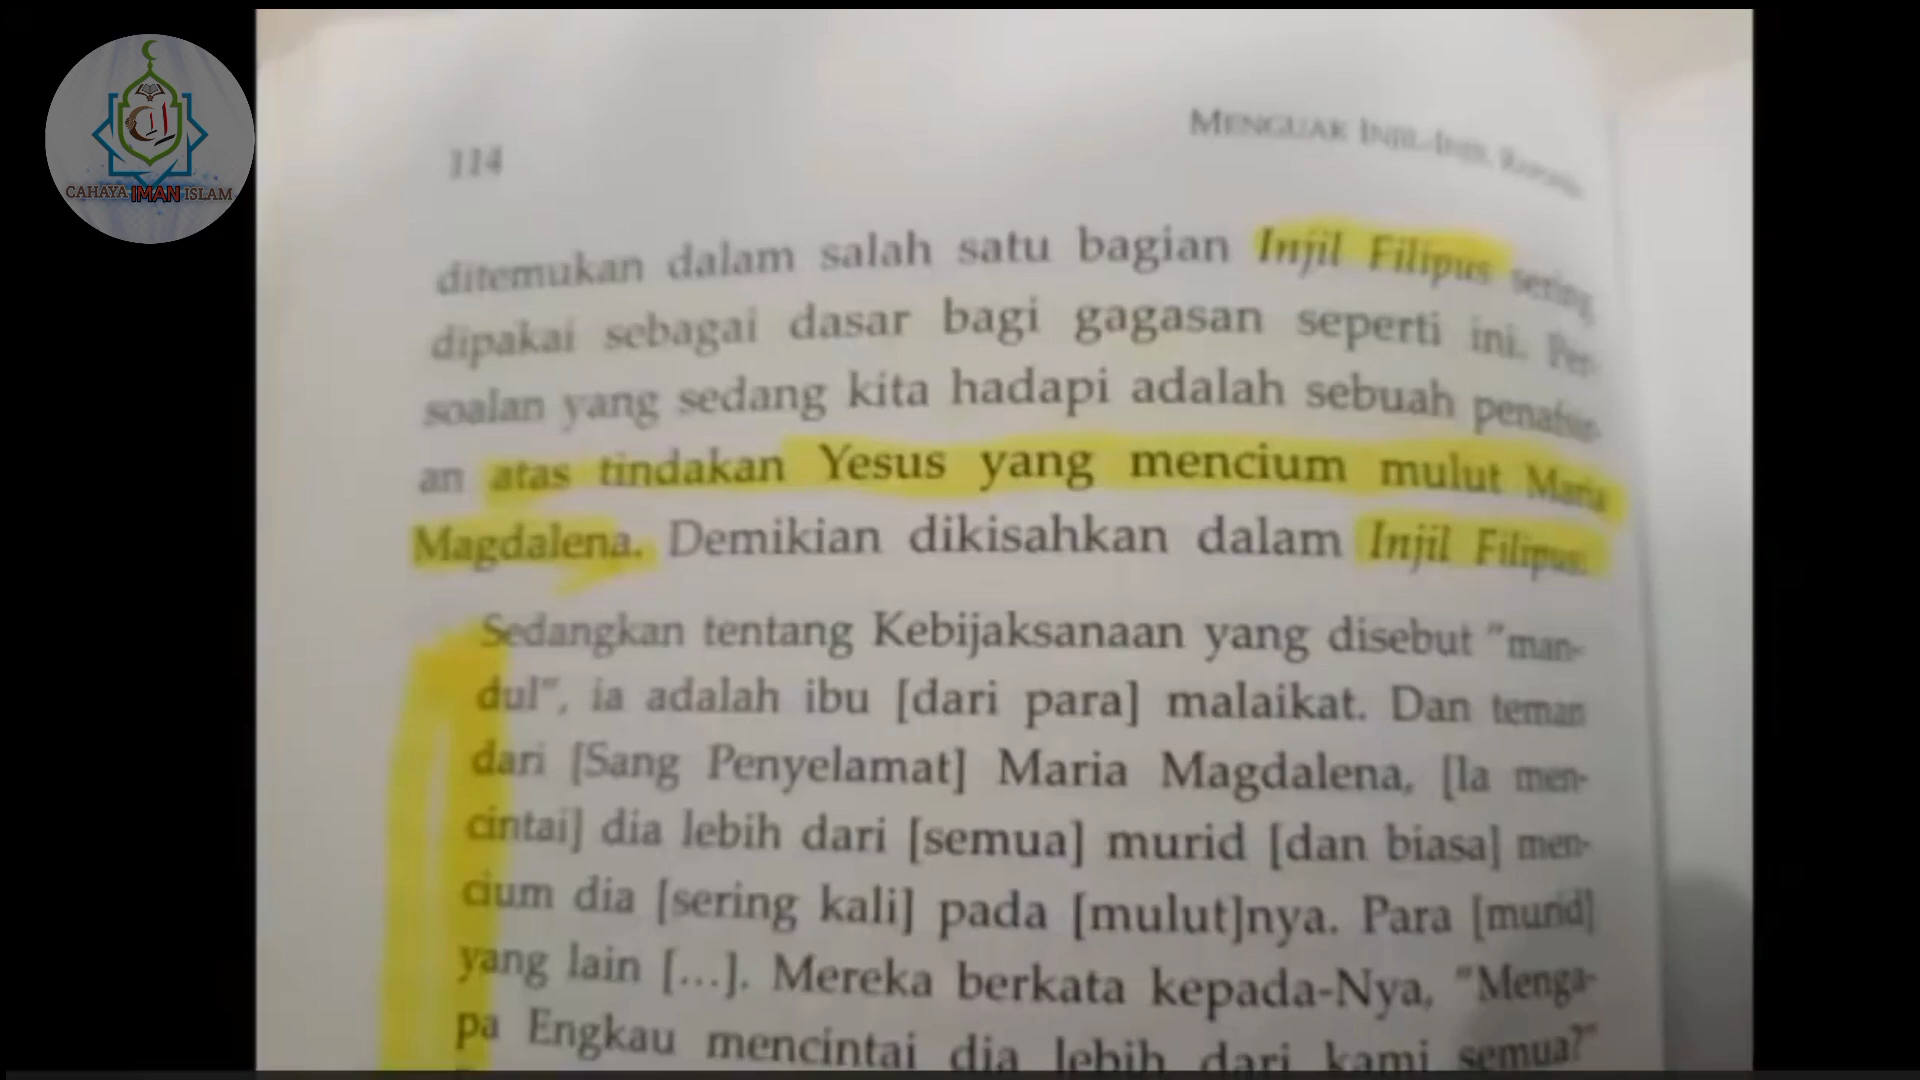 CAHAYA IMAN ISLAM
114
MENGUAK INJIL-INJIL
ditemukan dalam salah satu bagian Injil Filipus sering
dipakai sebagai dasar bagi gagasan seperti ini. Per-
soalan yang sedang kita hadapi adalah sebuah penafsir-
an atas tindakan Yesus yang mencium mulut Maria
Magdalena. Demikian dikisahkan dalam Injil Filipus:
Sedangkan tentang Kebijaksanaan yang disebut "man-
dul", ia adalah ibu [dari para] malaikat. Dan teman
dari [Sang Penyelamat] Maria Magdalena, [Ia men-
cintai] dia lebih dari [semua] murid [dan biasa] men-
cium dia [sering kali] pada [mulut]nya. Para [murid]
yang lain [...]. Mereka berkata kepada-Nya, "Menga-
pa Engkau mencintai dia lebih dari kami semua?"